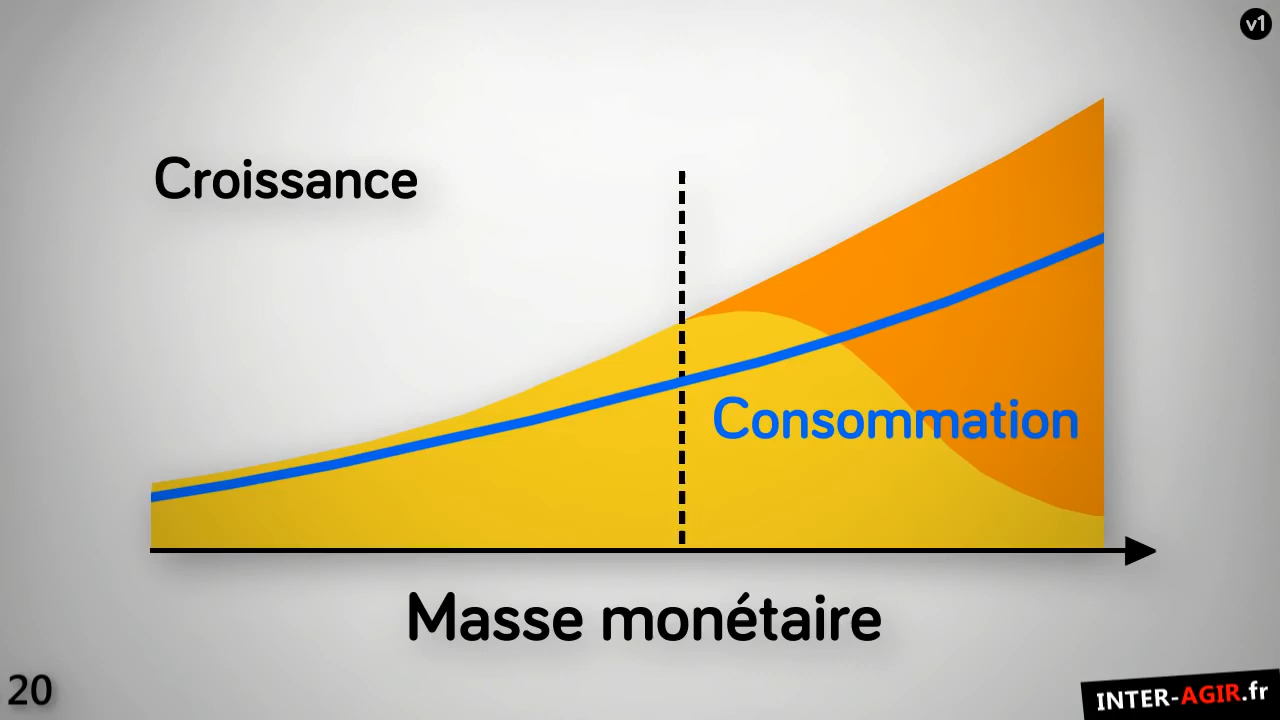 v1
Croissance
Consommation
Masse monétaire
20
INTER-AGIR.fr